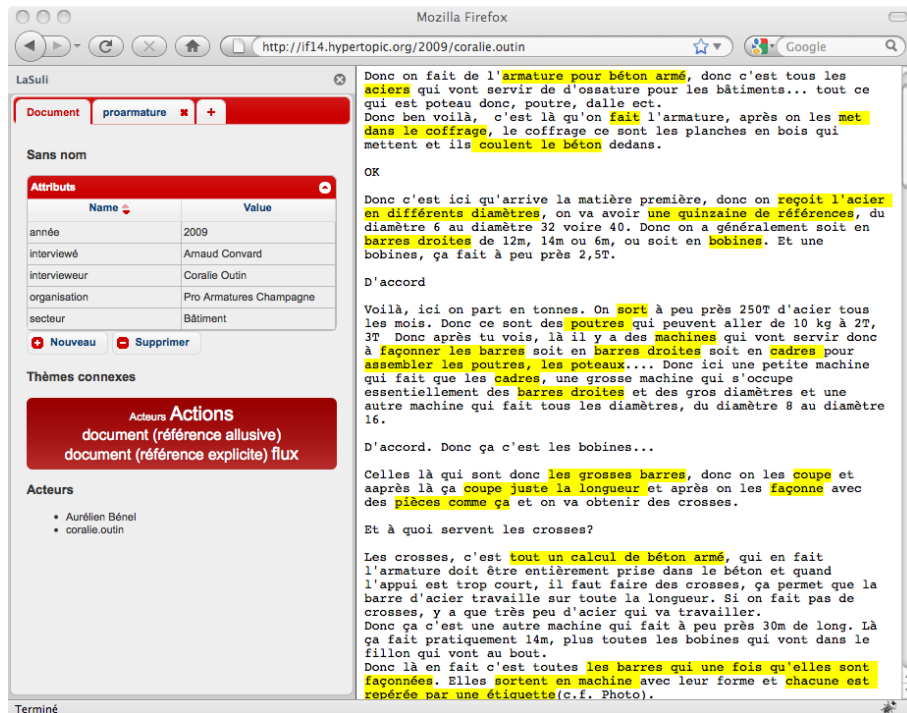 Mozilla Firefox
http://if14.hypertopic.org/2009/coralie.outin
Google
LaSuli
Document
proarmature
+
Sans nom
Attributs
Name Value
année 2009
interviewé Arnaud Convard
intervieweur Coralie Outin
organisation Pro Armatures Champagne
secteur Bâtiment
Nouveau Supprimer
Thèmes connexes
Acteurs Actions
document (référence allusive)
document (référence explicite) flux
Acteurs
• Aurélien Bénel
• coralie.outin
Donc on fait de l'armature pour béton armé, donc c'est tous les
aciers qui vont servir de d'ossature pour les bâtiments... tout ce
qui est poteau donc, poutre, dalle ect.
Donc ben voilà,  c'est là qu'on fait l'armature, après on les met
dans le coffrage, le coffrage ce sont les planches en bois qui
mettent et ils coulent le béton dedans.
OK
Donc c'est ici qu'arrive la matière première, donc on reçoit l'acier
en différents diamètres, on va avoir une quinzaine de références, du
diamètre 6 au diamètre 32 voire 40. Donc on a généralement soit en
barres droites de 12m, 14m ou 6m, ou soit en bobines. Et une
bobines, ça fait à peu près 2,5T.
D'accord
Voilà, ici on part en tonnes. On sort à peu près 250T d'acier tous
les mois. Donc ce sont des poutres qui peuvent aller de 10 kg à 2T,
3T  Donc après tu vois, là il y a des machines qui vont servir donc
à façonner les barres soit en barres droites soit en cadres pour
assembler les poutres, les poteaux.... Donc ici une petite machine
qui fait que les cadres, une grosse machine qui s'occupe
essentiellement des barres droites et des gros diamètres et une
autre machine qui fait tous les diamètres, du diamètre 8 au diamètre
16.
D'accord. Donc ça c'est les bobines...
Celles là qui sont donc les grosses barres, donc on les coupe et
aaprès là ça coupe juste la longueur et après on les façonne avec
des pièces comme ça et on va obtenir des crosses.
Et à quoi servent les crosses?
Les crosses, c'est tout un calcul de béton armé, qui en fait
l'armature doit être entièrement prise dans le béton et quand
l'appui est trop court, il faut faire des crosses, ça permet que la
barre d'acier travaille sur toute la longueur. Si on fait pas de
crosses, y a que très peu d'acier qui va travailler.
Donc ça c'est une autre machine qui fait à peu près 30m de long. Là
ça fait pratiquement 14m, plus toutes les bobines qui vont dans le
fillon qui vont au bout.
Donc là en fait c'est toutes les barres qui une fois qu'elles sont
façonnées. Elles sortent en machine avec leur forme et chacune est
repérée par une étiquette(c.f. Photo).
Terminé